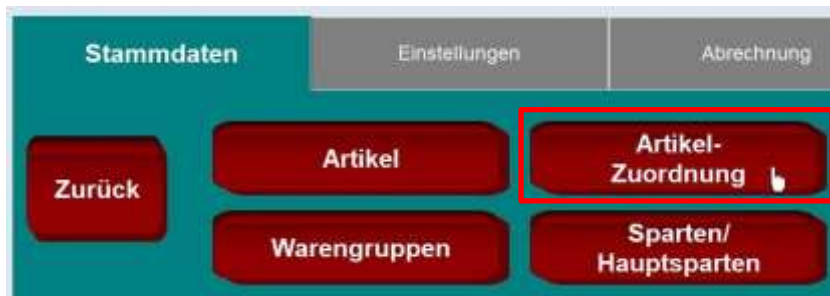 Stammdaten
Einstellungen
Abrechnung
Zurück
Artikel
Artikel-
Zuordnung
Warengruppen
Sparten/
Hauptsparten